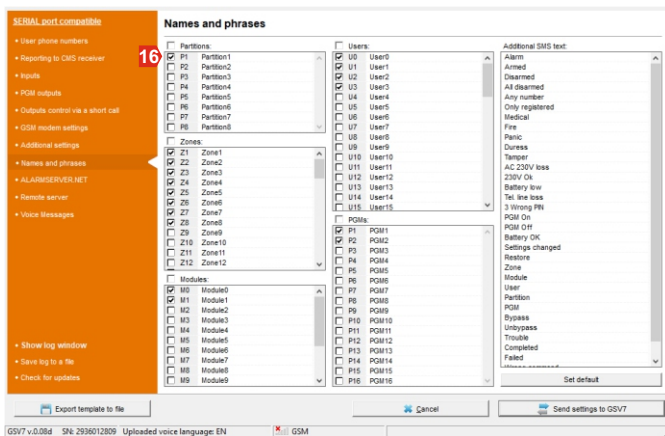 SERIAL port compatible
• User phone numbers
• Reporting to CMS receiver
• Inputs
• PGM outputs
• Outputs control via a short call
• GSM modem settings
• Additional settings
• Names and phrases
• ALARMSERVER.NET
• Remote server
• Voice Messages
• Show log window
• Save log to a file
• Check for updates
Names and phrases
16
Partitions:
P1 Partition1
P2 Partition2
P3 Partition3
P4 Partition4
P5 Partition5
P6 Partition6
P7 Partition7
P8 Partition8
Zones:
Z1 Zone1
Z2 Zone2
Z3 Zone3
Z4 Zone4
Z5 Zone5
Z6 Zone6
Z7 Zone7
Z8 Zone8
Z9 Zone9
Z10 Zone10
Z11 Zone11
Z12 Zone12
Modules:
M0 Module0
M1 Module1
M2 Module2
M3 Module3
M4 Module4
M5 Module5
M6 Module6
M7 Module7
M8 Module8
M9 Module9
Users:
U0 User0
U1 User1
U2 User2
U3 User3
U4 User4
U5 User5
U6 User6
U7 User7
U8 User8
U9 User9
U10 User10
U11 User11
U12 User12
U13 User13
U14 User14
U15 User15
PGMs:
P1 PGM1
P2 PGM2
P3 PGM3
P4 PGM4
P5 PGM5
P6 PGM6
P7 PGM7
P8 PGM8
P9 PGM9
P10 PGM10
P11 PGM11
P12 PGM12
P13 PGM13
P14 PGM14
P15 PGM15
P16 PGM16
Additional SMS text:
Alarm
Armed
Disarmed
All disarmed
Any number
Only registered
Medical
Fire
Panic
Duress
Tamper
AC 230V loss
230V Ok
Battery low
Tel. line loss
3 Wrong PIN
PGM On
PGM Off
Battery OK
Settings changed
Restore
Zone
Module
User
Partition
PGM
Bypass
Unbypass
Trouble
Completed
Failed
Set default
Export template to file
Cancel
Send settings to GSV7
GSV7 v.0.08d SN: 2936012809 Uploaded voice language: EN GSM